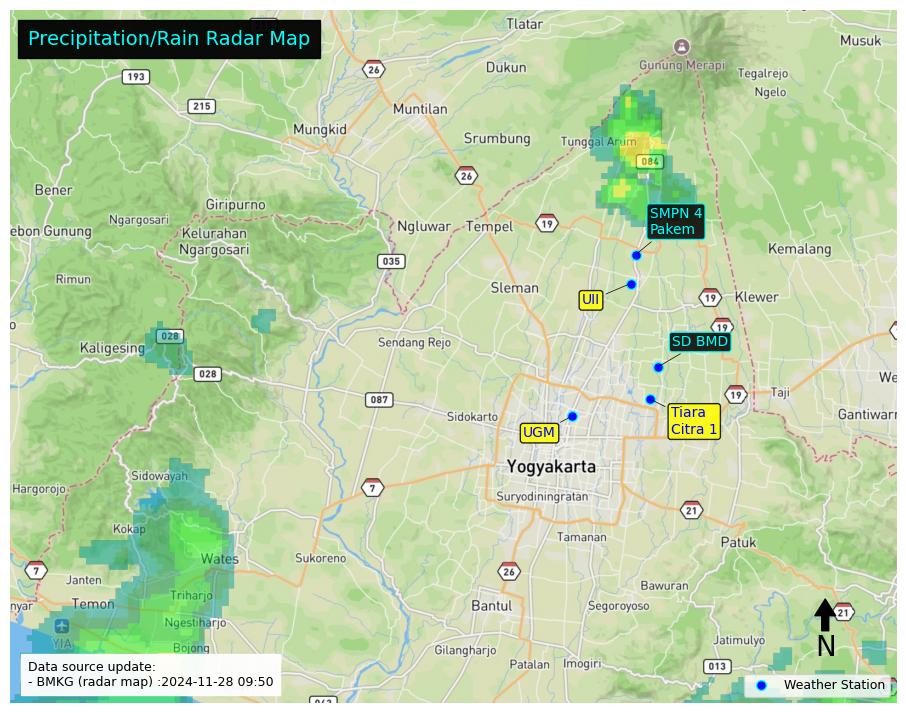 Precipitation/Rain Radar Map
Tlatar
Musuk
26
Gunung Merapi
193
Dukun
Tegalrejo
Ngelo
215
Muntilan
Mungkid
Srumbung
Tunggal Arum
084
26
Bener
Giripurno
SMPN 4
Pakem
Ngargosari
ebon Gunung
Kelurahan
Ngargosari
Ngluwar
Tempel
19
Kemalang
035
Rimun
Sleman
UII
19
Klewer
19
028
Kaligesing
Sendang Rejo
SD BMD
028
We
087
19
Taji
Sidokarto
Tiara
Citra 1
Gantiwarn
UGM
Yogyakarta
Sidowayah
Hargorojo
7
Suryodiningratan
21
Kokap
Tamanan
Patuk
Wates
Sukoreno
7
26
Janten
Bawuran
nyar
Temon
Triharjo
Bantul
Segoroyoso
21
Ngestiharjo
YIA
N
Jatimulyo
Bojong
Gilangharjo
Patalan
Imogiri
013
Data source update:
- BMKG (radar map) :2024-11-28 09:50
Weather Station